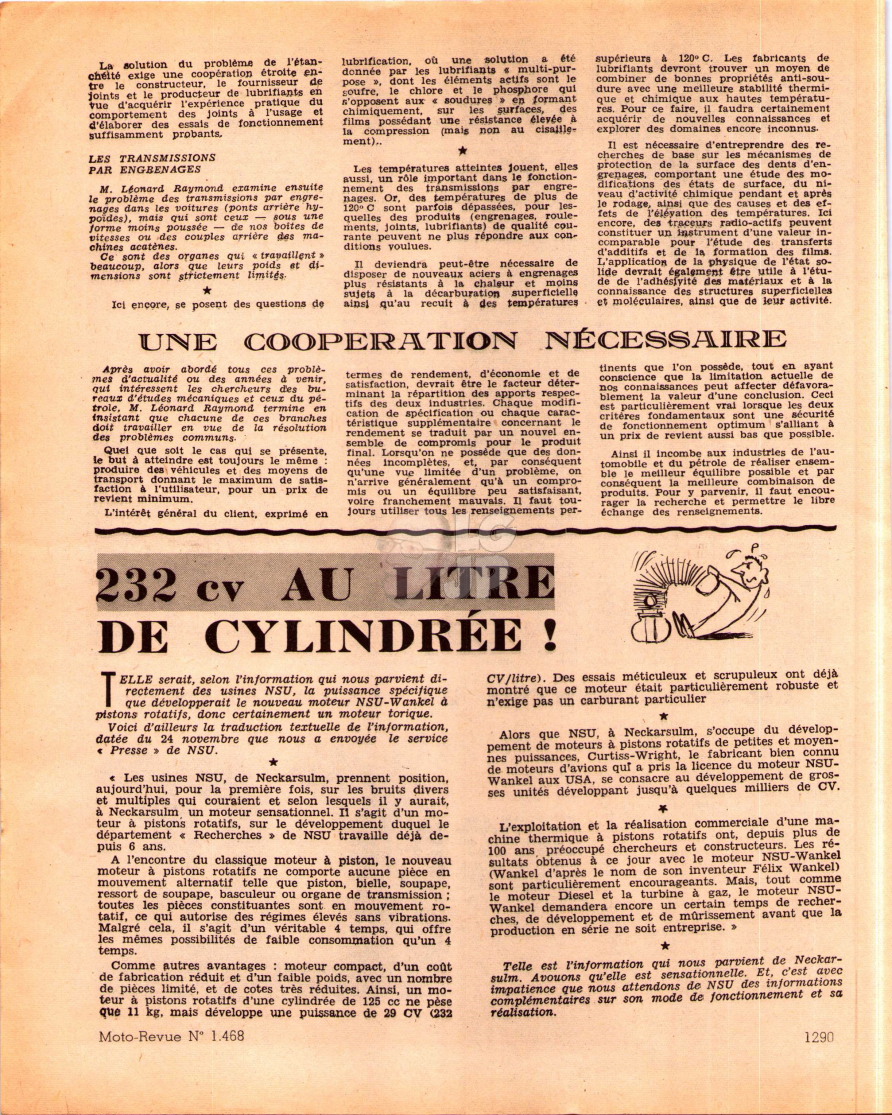 La solution du problème de l'étan-
chéité exige une coopération étroite en-
tre le constructeur, le fournisseur de
joints et le producteur de lubrifiants en
vue d'acquérir l'expérience pratique du
comportement des joints à l'usage et
d'élaborer des essais de fonctionnement
suffisamment probants.
LES TRANSMISSIONS
PAR ENGRENAGES
M. Léonard Raymond examine ensuite
le problème des transmissions par engre-
nages dans les voitures (ponts arrière hy-
poïdes), mais qui sont ceux — sous une
forme moins poussée — de nos boîtes de
vitesses ou des couples arrière des ma-
chines acatènes.
Ce sont des organes qui « travaillent »
beaucoup, alors que leurs poids et di-
mensions sont strictement limités.
★
Ici encore, se posent des questions de
lubrification, où une solution a été
donnée par les lubrifiants « multi-pur-
pose », dont les éléments actifs sont le
soufre, le chlore et le phosphore qui
s'opposent aux « soudures » en formant
chimiquement, sur les surfaces, des
films possédant une résistance élevée à
la compression (mais non au cisaille-
ment)..
★
Les températures atteintes jouent, elles
aussi, un rôle important dans le fonction-
nement des transmissions par engre-
nages. Or, des températures de plus de
120° C sont parfois dépassées, pour les-
quelles des produits (engrenages, roule-
ments, joints, lubrifiants) de qualité cou-
rante peuvent ne plus répondre aux con-
ditions voulues.
Il deviendra peut-être nécessaire de
disposer de nouveaux aciers à engrenages
plus résistants à la chaleur et moins
sujets à la décarburation superficielle
ainsi qu'au recuit à des températures
supérieurs à 120° C. Les fabricants de
lubrifiants devront trouver un moyen de
combiner de bonnes propriétés anti-sou-
dure avec une meilleure stabilité thermi-
que et chimique aux hautes températu-
res. Pour ce faire, il faudra certainement
acquérir de nouvelles connaissances et
explorer des domaines encore inconnus.
Il est nécessaire d'entreprendre des re-
cherches de base sur les mécanismes de
protection de la surface des dents d'en-
grenages, comportant une étude des mo-
difications des états de surface, du ni-
veau d'activité chimique pendant et après
le rodage, ainsi que des causes et des ef-
fets de l'élévation des températures. Ici
encore, des traceurs radio-actifs peuvent
constituer un instrument d'une valeur in-
comparable pour l'étude des transferts
d'additifs et de la formation des films.
L'application de la physique de l'état so-
lide devrait également être utile à l'étu-
de de l'adhésivité des matériaux et à la
connaissance des structures superficielles
et moléculaires, ainsi que de leur activité.
UNE COOPERATION NÉCESSAIRE
Après avoir abordé tous ces problè-
mes d'actualité ou des années à venir,
qui intéressent les chercheurs des bu-
reaux d'études mécaniques et ceux du pé-
trole, M. Léonard Raymond termine en
insistant que chacune de ces branches
doit travailler en vue de la résolution
des problèmes communs.
Quel que soit le cas qui se présente,
le but à atteindre est toujours le même :
produire des véhicules et des moyens de
transport donnant le maximum de satis-
faction à l'utilisateur, pour un prix de
revient minimum.
L'intérêt général du client, exprimé en
termes de rendement, d'économie et de
satisfaction, devrait être le facteur déter-
minant la répartition des apports respec-
tifs des deux industries. Chaque modifi-
cation de spécification ou chaque carac-
téristique supplémentaire concernant le
rendement se traduit par un nouvel en-
semble de compromis pour le produit
final. Lorsqu'on ne possède que des don-
nées incomplètes, et, par conséquent
qu'une vue limitée d'un problème, on
n'arrive généralement qu'à un compro-
mis ou un équilibre peu satisfaisant,
voire franchement mauvais. Il faut tou-
jours utiliser tous les renseignements per-
tinents que l'on possède, tout en ayant
conscience que la limitation actuelle de
nos connaissances peut affecter défavora-
blement la valeur d'une conclusion. Ceci
est particulièrement vrai lorsque les deux
critères fondamentaux sont une sécurité
de fonctionnement optimum s'alliant à
un prix de revient aussi bas que possible.
Ainsi il incombe aux industries de l'au-
tomobile et du pétrole de réaliser ensem-
ble le meilleur équilibre possible et par
conséquent la meilleure combinaison de
produits. Pour y parvenir, il faut encou-
rager la recherche et permettre le libre
échange des renseignements.
232 cv AU LITRE
DE CYLINDRÉE !
TELLE serait, selon l'information qui nous parvient di-
rectement des usines NSU, la puissance spécifique
que développerait le nouveau moteur NSU-Wankel à
pistons rotatifs, donc certainement un moteur torique.
Voici d'ailleurs la traduction textuelle de l'information,
datée du 24 novembre que nous a envoyée le service
« Presse » de NSU.
★
« Les usines NSU, de Neckarsulm, prennent position,
aujourd'hui, pour la première fois, sur les bruits divers
et multiples qui couraient et selon lesquels il y aurait,
à Neckarsulm, un moteur sensationnel. Il s'agit d'un mo-
teur à pistons rotatifs, sur le développement duquel le
département « Recherches » de NSU travaille déjà de-
puis 6 ans.
A l'encontre du classique moteur à piston, le nouveau
moteur à pistons rotatifs ne comporte aucune pièce en
mouvement alternatif telle que piston, bielle, soupape,
ressort de soupape, basculeur ou organe de transmission ;
toutes les pièces constituantes sont en mouvement ro-
tatif, ce qui autorise des régimes élevés sans vibrations.
Malgré cela, il s'agit d'un véritable 4 temps, qui offre
les mêmes possibilités de faible consommation qu'un 4
temps.
Comme autres avantages : moteur compact, d'un coût
de fabrication réduit et d'un faible poids, avec un nombre
de pièces limité, et de cotes très réduites. Ainsi, un mo-
teur à pistons rotatifs d'une cylindrée de 125 cc ne pèse
que 11 kg, mais développe une puissance de 29 CV (232
CV/litre). Des essais méticuleux et scrupuleux ont déjà
montré que ce moteur était particulièrement robuste et
n'exige pas un carburant particulier
★
Alors que NSU, à Neckarsulm, s'occupe du dévelop-
pement de moteurs à pistons rotatifs de petites et moyen-
nes puissances, Curtiss-Wright, le fabricant bien connu
de moteurs d'avions qui a pris la licence du moteur NSU-
Wankel aux USA, se consacre au développement de gros-
ses unités développant jusqu'à quelques milliers de CV.
★
L'exploitation et la réalisation commerciale d'une ma-
chine thermique à pistons rotatifs ont, depuis plus de
100 ans préoccupé chercheurs et constructeurs. Les ré-
sultats obtenus à ce jour avec le moteur NSU-Wankel
(Wankel d'après le nom de son inventeur Félix Wankel)
sont particulièrement encourageants. Mais, tout comme
le moteur Diesel et la turbine à gaz, le moteur NSU-
Wankel demandera encore un certain temps de recher-
ches, de développement et de mûrissement avant que la
production en série ne soit entreprise. »
★
Telle est l'information qui nous parvient de Neckar-
sulm. Avouons qu'elle est sensationnelle. Et, c'est avec
impatience que nous attendons de NSU des informations
complémentaires sur son mode de fonctionnement et sa
réalisation.
Moto-Revue N° 1.468
1290